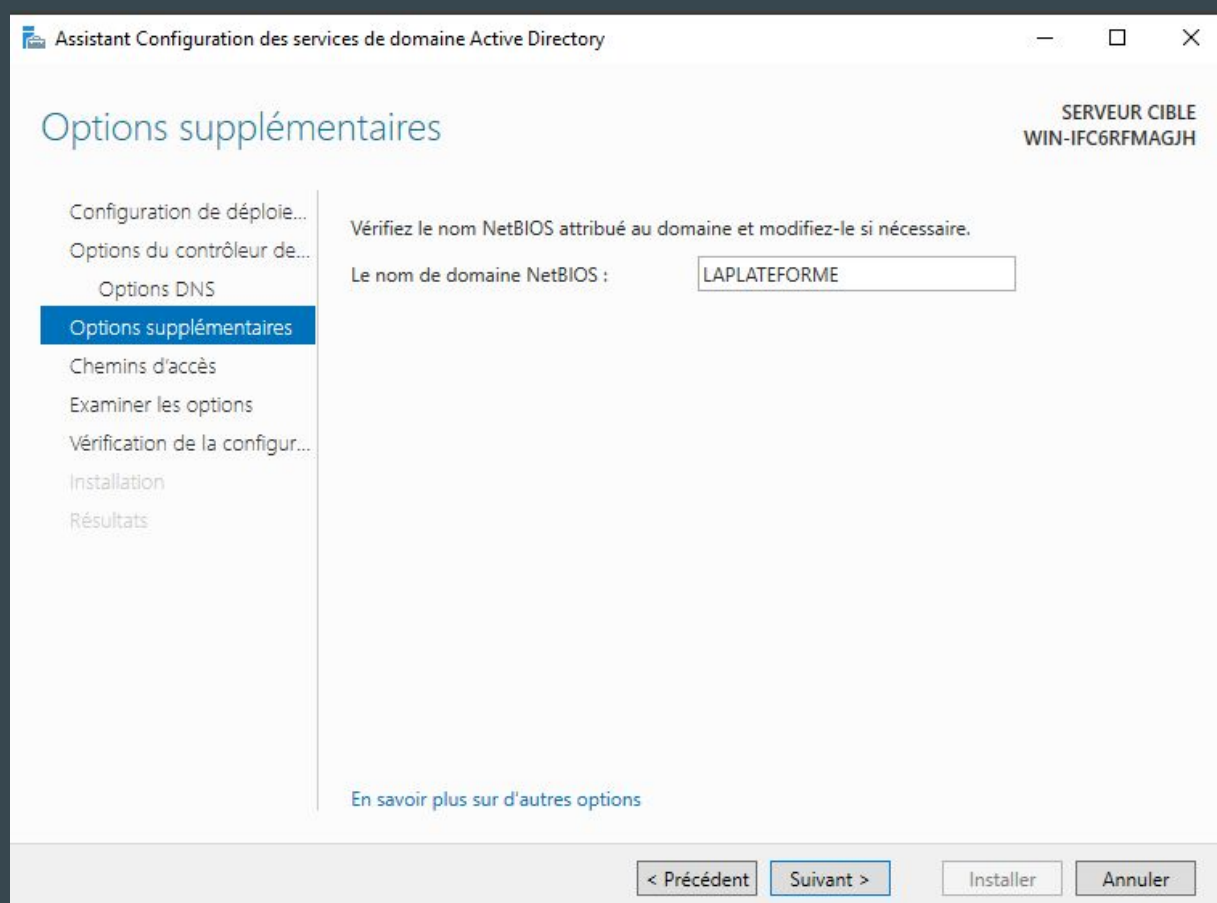 Assistant Configuration des services de domaine Active Directory
Options supplémentaires
SERVEUR CIBLE
WIN-IFC6RFMAGJH
Configuration de déploie...
Options du contrôleur de...
Options DNS
Options supplémentaires
Chemins d'accès
Examiner les options
Vérification de la configur...
Installation
Résultats
Vérifiez le nom NetBIOS attribué au domaine et modifiez-le si nécessaire.
Le nom de domaine NetBIOS : LAPLATEFORME
En savoir plus sur d'autres options
< Précédent Suivant > Installer Annuler